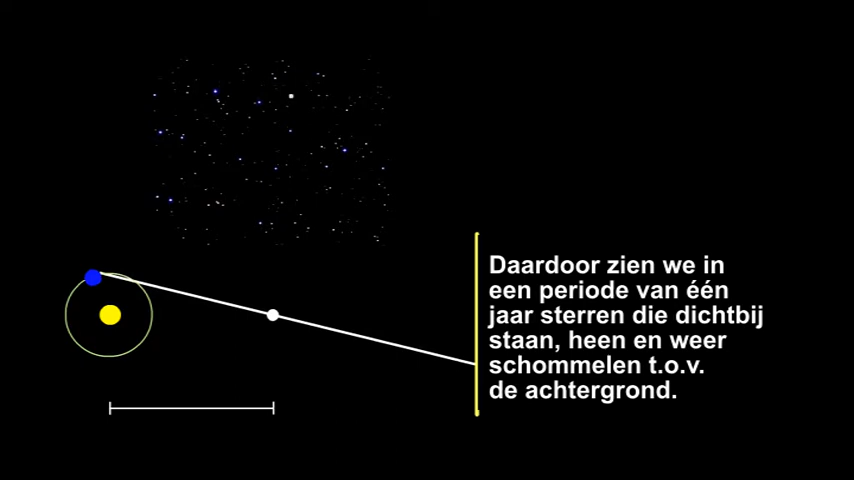 Daardoor zien we in
een periode van één
jaar sterren die dichtbij
staan, heen en weer
schommelen t.o.v.
de achtergrond.